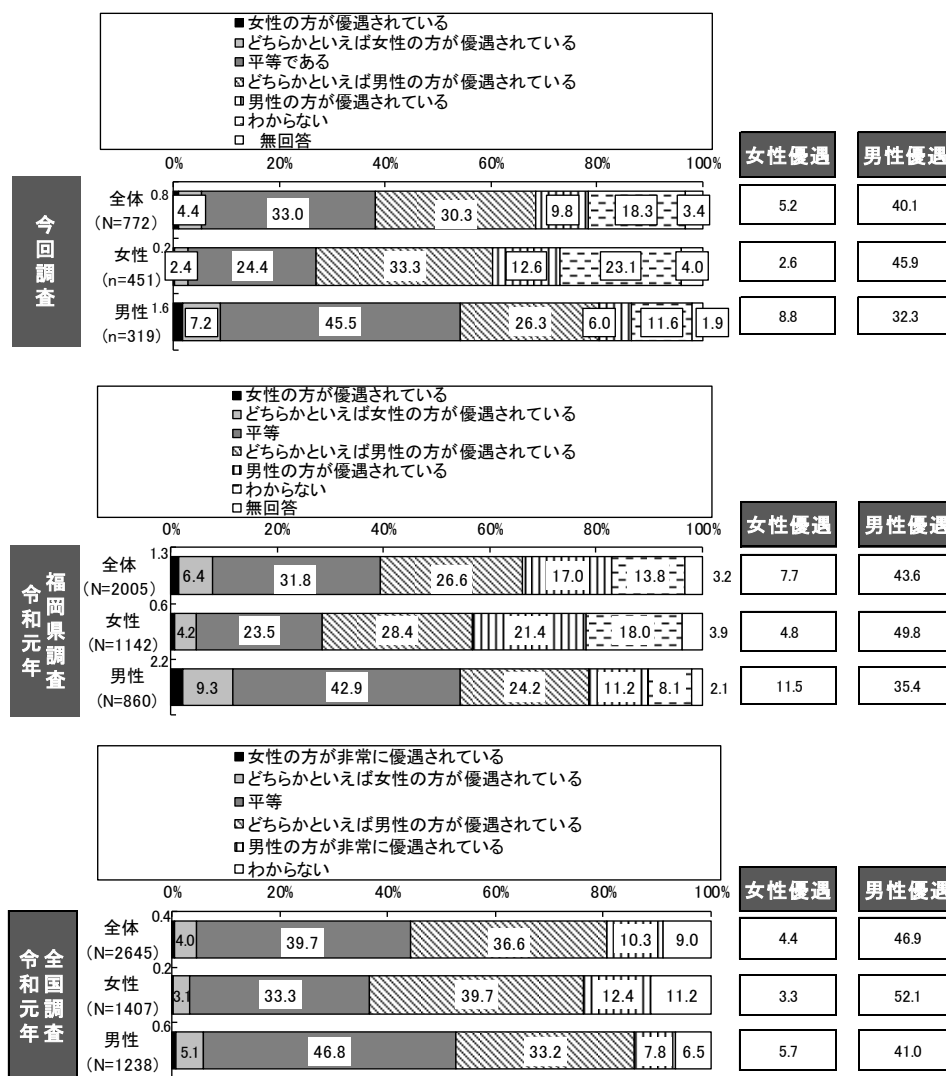 女性の方が優遇されている
どちらかといえば女性の方が優遇されている
平等である
どちらかといえば男性の方が優遇されている
男性の方が優遇されている
わからない
無回答
0% 20% 40% 60% 80% 100%
女性優遇 男性優遇
今回調査
全体 (N=772) 0.8 4.4 33.0 30.3 9.8 18.3 3.4 5.2 40.1
女性 (n=451) 0.2 2.4 24.4 33.3 12.6 23.1 4.0 2.6 45.9
男性 (n=319) 1.6 7.2 45.5 26.3 6.0 11.6 1.9 8.8 32.3
女性の方が優遇されている
どちらかといえば女性の方が優遇されている
平等
どちらかといえば男性の方が優遇されている
男性の方が優遇されている
わからない
無回答
0% 20% 40% 60% 80% 100%
女性優遇 男性優遇
福岡県調査
令和元年
全体 (N=2005) 1.3 6.4 31.8 26.6 17.0 13.8 3.2 7.7 43.6
女性 (N=1142) 0.6 4.2 23.5 28.4 21.4 18.0 3.9 4.8 49.8
男性 (N=860) 2.2 9.3 42.9 24.2 11.2 8.1 2.1 11.5 35.4
女性の方が非常に優遇されている
どちらかといえば女性の方が優遇されている
平等
どちらかといえば男性の方が優遇されている
男性の方が非常に優遇されている
わからない
0% 20% 40% 60% 80% 100%
女性優遇 男性優遇
全国調査
令和元年
全体 (N=2645) 0.4 4.0 39.7 36.6 10.3 9.0 4.4 46.9
女性 (N=1407) 0.2 3.1 33.3 39.7 12.4 11.2 3.3 52.1
男性 (N=1238) 0.6 5.1 46.8 33.2 7.8 6.5 5.7 41.0